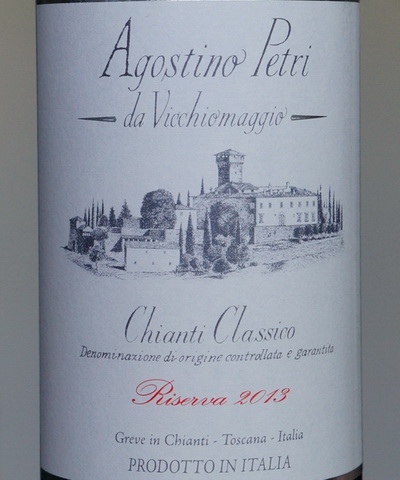 Agostino Petri
da Vicchiomaggio
Chianti Classico
Denominazione di origine controllata e garantita
Riserva 2013
Greve in Chianti - Toscana - Italia
PRODOTTO IN ITALIA